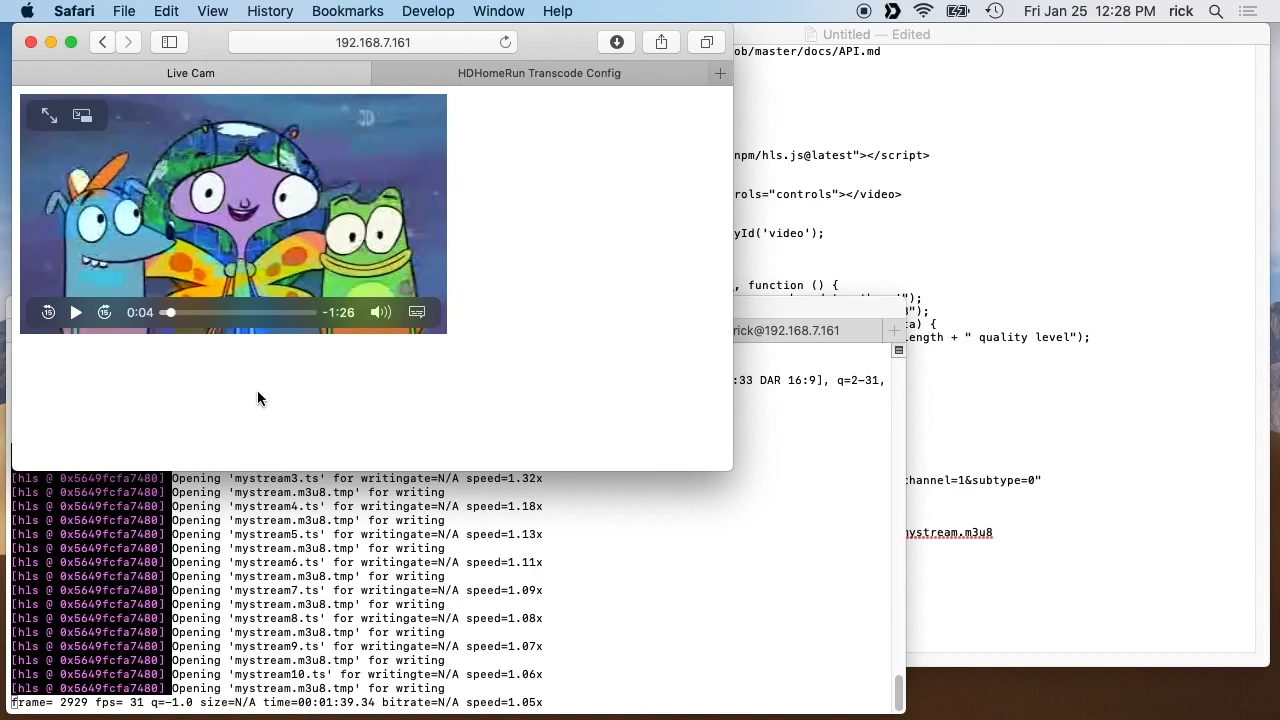 Safari File Edit View History Bookmarks Develop Window Help
Fri Jan 25 12:28 PM rick
192.168.7.161
Untitled — Edited
Live Cam
HDHomeRun Transcode Config
ob/master/docs/API.md
npm/hls.js@latest"></script>
rols="controls"></video>
yId('video');
, function () {
");
");
ta) {
ength + " quality level");
15
15
0:04
-1:26
rick@192.168.7.161
:33 DAR 16:9], q=2-31,
hannel=1&subtype=0"
mystream.m3u8
[hls @ 0x5649fcfa7480] Opening 'mystream3.ts' for writingate=N/A speed=1.32x
[hls @ 0x5649fcfa7480] Opening 'mystream.m3u8.tmp' for writing
[hls @ 0x5649fcfa7480] Opening 'mystream4.ts' for writingate=N/A speed=1.18x
[hls @ 0x5649fcfa7480] Opening 'mystream.m3u8.tmp' for writing
[hls @ 0x5649fcfa7480] Opening 'mystream5.ts' for writingate=N/A speed=1.13x
[hls @ 0x5649fcfa7480] Opening 'mystream.m3u8.tmp' for writing
[hls @ 0x5649fcfa7480] Opening 'mystream6.ts' for writingate=N/A speed=1.11x
[hls @ 0x5649fcfa7480] Opening 'mystream.m3u8.tmp' for writing
[hls @ 0x5649fcfa7480] Opening 'mystream7.ts' for writingate=N/A speed=1.09x
[hls @ 0x5649fcfa7480] Opening 'mystream.m3u8.tmp' for writing
[hls @ 0x5649fcfa7480] Opening 'mystream8.ts' for writingate=N/A speed=1.08x
[hls @ 0x5649fcfa7480] Opening 'mystream.m3u8.tmp' for writing
[hls @ 0x5649fcfa7480] Opening 'mystream9.ts' for writingate=N/A speed=1.07x
[hls @ 0x5649fcfa7480] Opening 'mystream.m3u8.tmp' for writing
[hls @ 0x5649fcfa7480] Opening 'mystream10.ts' for writingte=N/A speed=1.06x
[hls @ 0x5649fcfa7480] Opening 'mystream.m3u8.tmp' for writing
frame= 2929 fps= 31 q=-1.0 size=N/A time=00:01:39.34 bitrate=N/A speed=1.05x